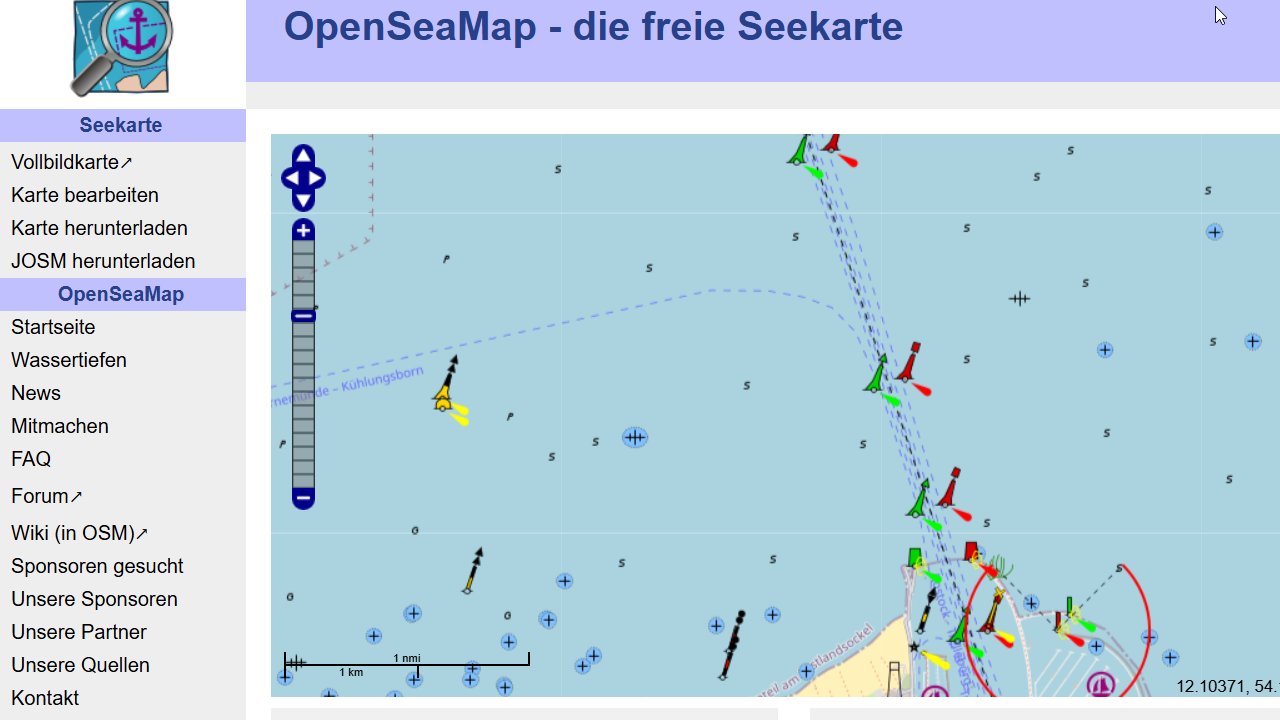 OpenSeaMap - die freie Seekarte
Seekarte
Vollbildkarte↗
Karte bearbeiten
Karte herunterladen
JOSM herunterladen
OpenSeaMap
Startseite
Wassertiefen
News
Mitmachen
FAQ
Forum↗
Wiki (in OSM)↗
Sponsoren gesucht
Unsere Sponsoren
Unsere Partner
Unsere Quellen
Kontakt
S
S
S
S
S
S
P
S
S
S
S
rnemünde - Kühlungsborn
S
P
S
P
S
S
S
S
S
G
S
S
S
G
G
1 nmi
1 km
12.10371, 54.